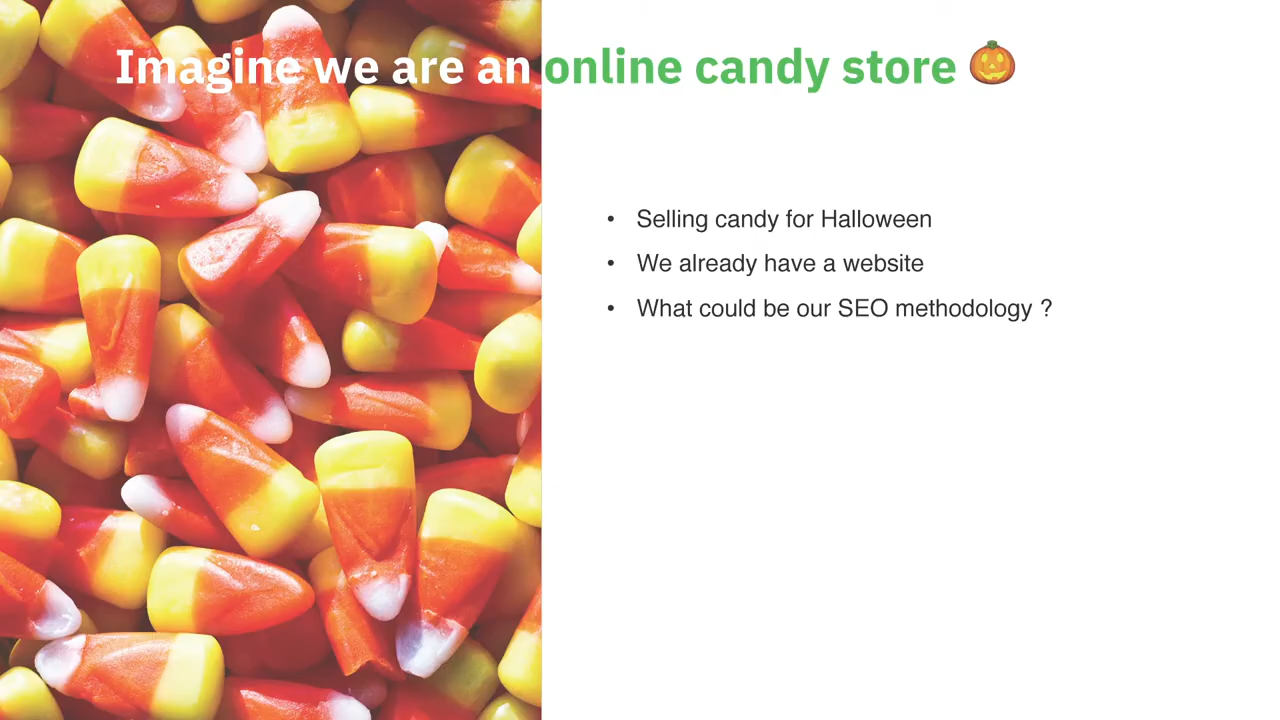 Imagine we are an online candy store 🎃
• Selling candy for Halloween
• We already have a website
• What could be our SEO methodology ?